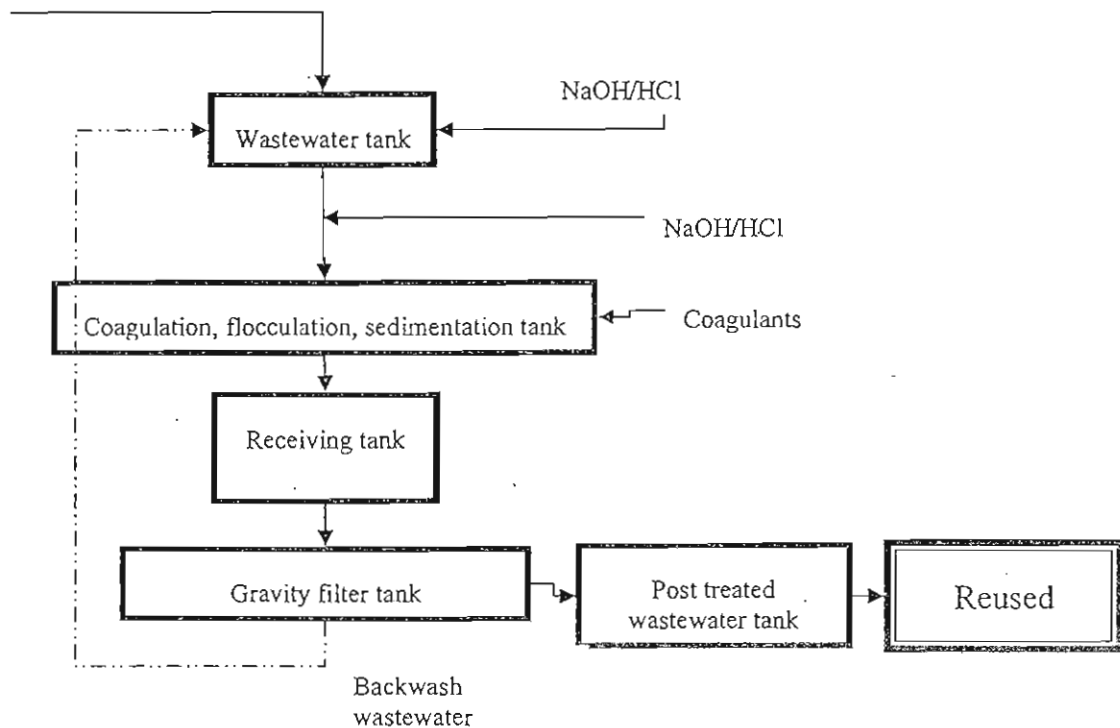 NaOH/HCl
Wastewater tank
NaOH/HCl
Coagulation, flocculation, sedimentation tank
Coagulants
Receiving tank
Gravity filter tank
Post treated
wastewater tank
Reused
Backwash
wastewater